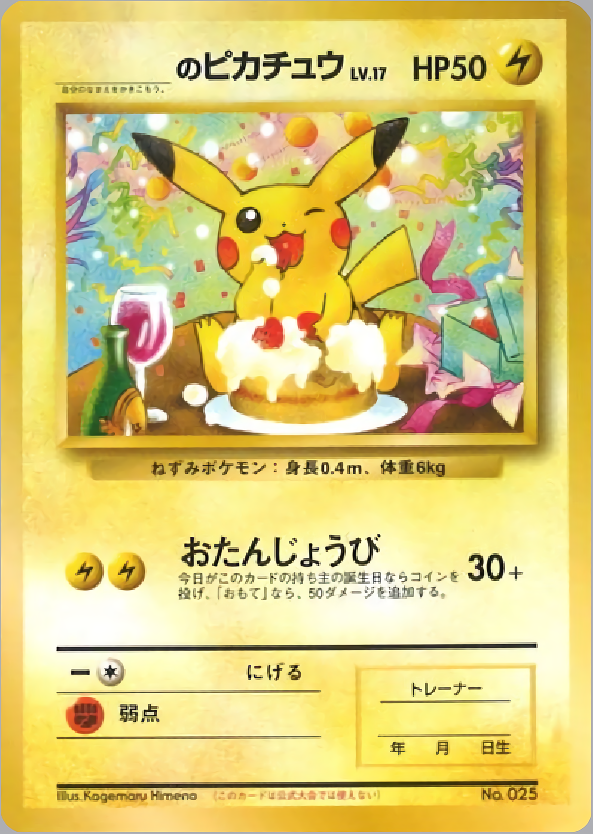 のピカチュウ LV.17 HP50
自分のなまえをかきこもう。
ねずみポケモン：身長0.4m、体重6kg
おたんじょうび 30+
今日がこのカードの持ち主の誕生日ならコインを
投げ、「おもて」なら、50ダメージを追加する。
にげる
弱点
トレーナー
年 月 日生
Illus. Kagemaru Himeno （このカードは公式大会では使えない） No. 025